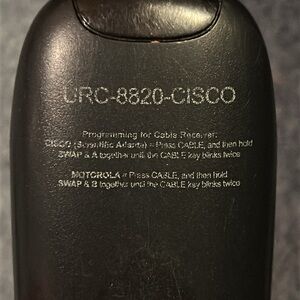 URC-8820-CISCO
Programming for Cable Receiver:
CISCO (Scientific Atlanta) = Press CABLE, and then hold
SWAP & A together until the CABLE key blinks twice
MOTOROLA = Press CABLE, and then hold
SWAP & B together until the CABLE key blinks twice